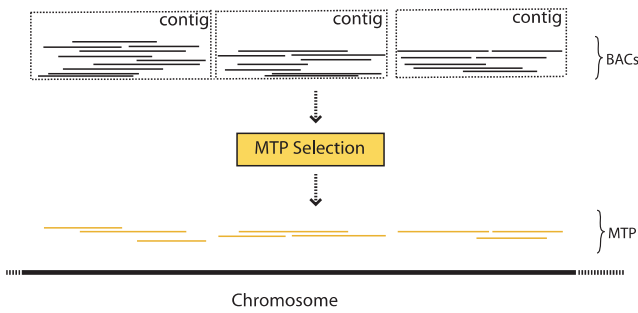 contig
contig
contig
BACs
MTP Selection
MTP
Chromosome